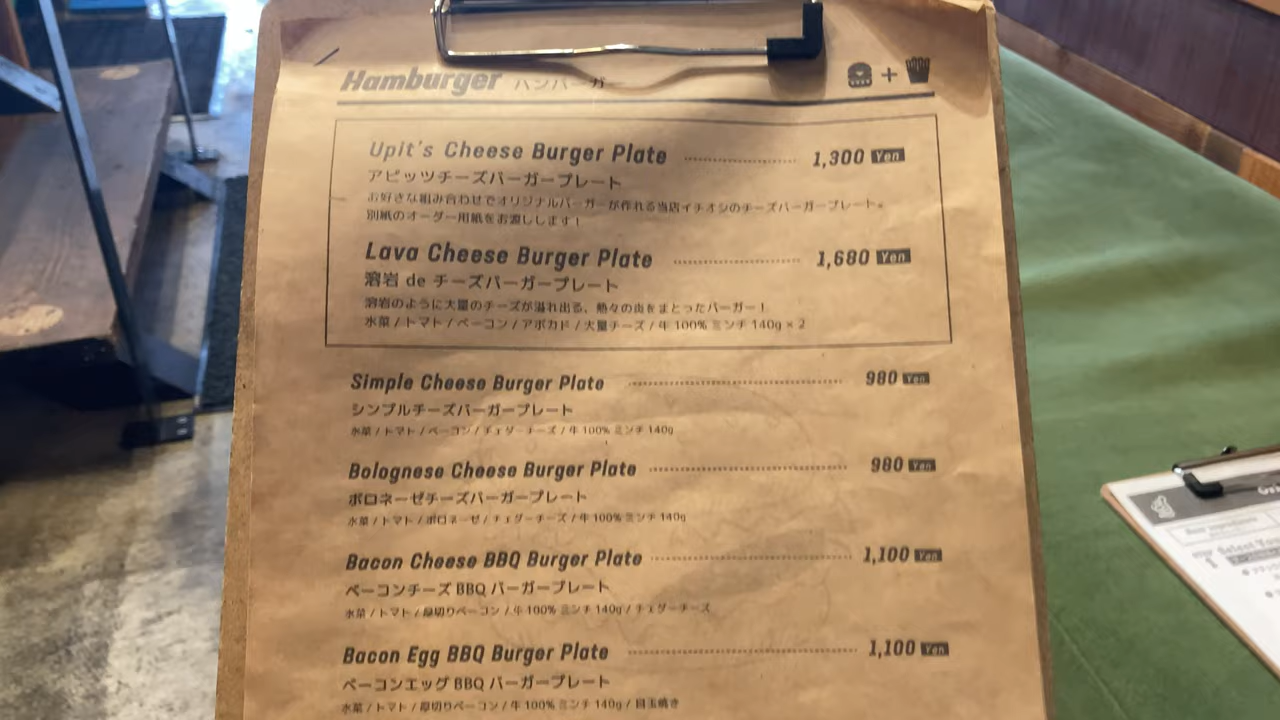 Hamburger ハンバーガー
Upit's Cheese Burger Plate 1,300 Yen
アピッツチーズバーガープレート
お好きな組み合わせでオリジナルバーガーが作れる当店イチオシのチーズバーガープレート。
別紙のオーダー用紙をお渡しします！
Lava Cheese Burger Plate 1,680 Yen
溶岩 de チーズバーガープレート
溶岩のように大量のチーズが溢れ出る、熱々の肉をまとったバーガー！
水菜 / トマト / ベーコン / アボカド / 大量チーズ / 牛 100% ミンチ 140g × 2
Simple Cheese Burger Plate 980 Yen
シンプルチーズバーガープレート
水菜 / トマト / ベーコン / チェダーチーズ / 牛 100% ミンチ 140g
Bolognese Cheese Burger Plate 980 Yen
ボロネーゼチーズバーガープレート
水菜 / トマト / ボロネーゼ / チェダーチーズ / 牛 100% ミンチ 140g
Bacon Cheese BBQ Burger Plate 1,100 Yen
ベーコンチーズ BBQ バーガープレート
水菜 / トマト / 厚切りベーコン / 牛 100% ミンチ 140g / チェダーチーズ
Bacon Egg BBQ Burger Plate 1,100 Yen
ベーコンエッグ BBQ バーガープレート
水菜 / トマト / 厚切りベーコン / 牛 100% ミンチ 140g / 目玉焼き